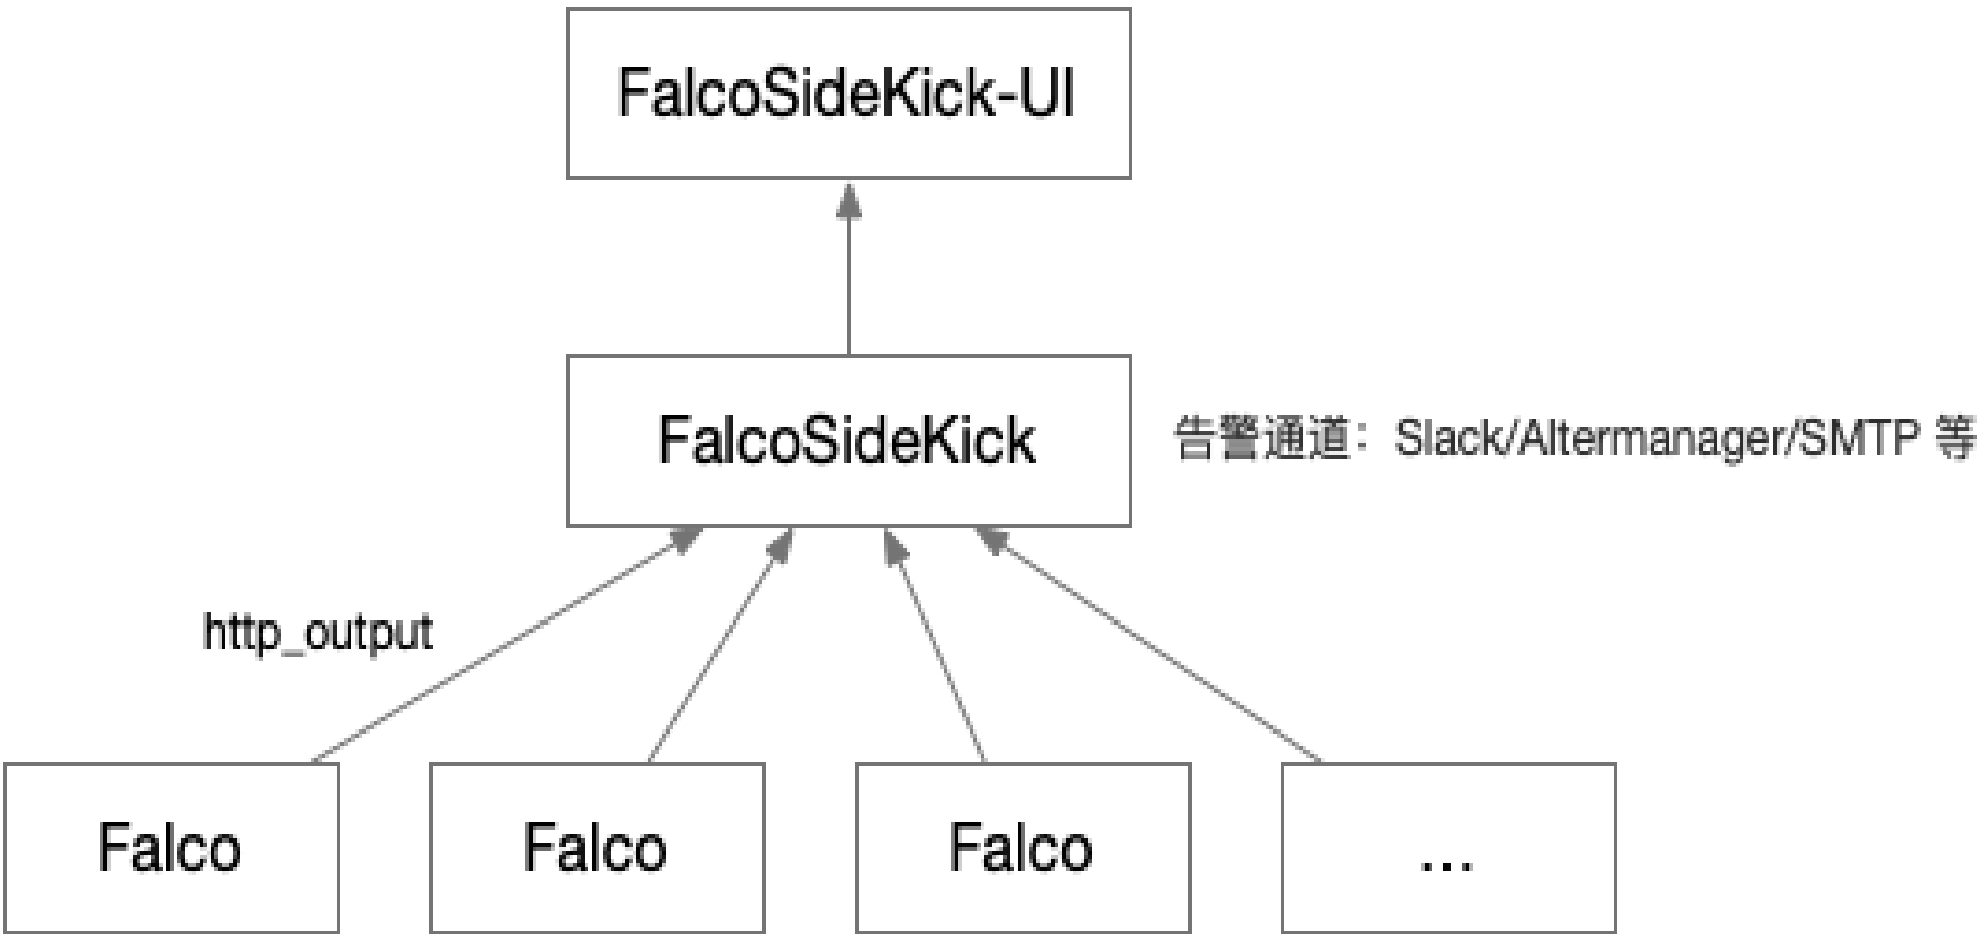 FalcoSideKick-UI
FalcoSideKick
告警通道：Slack/Altermanager/SMTP 等
http_output
Falco
Falco
Falco
...